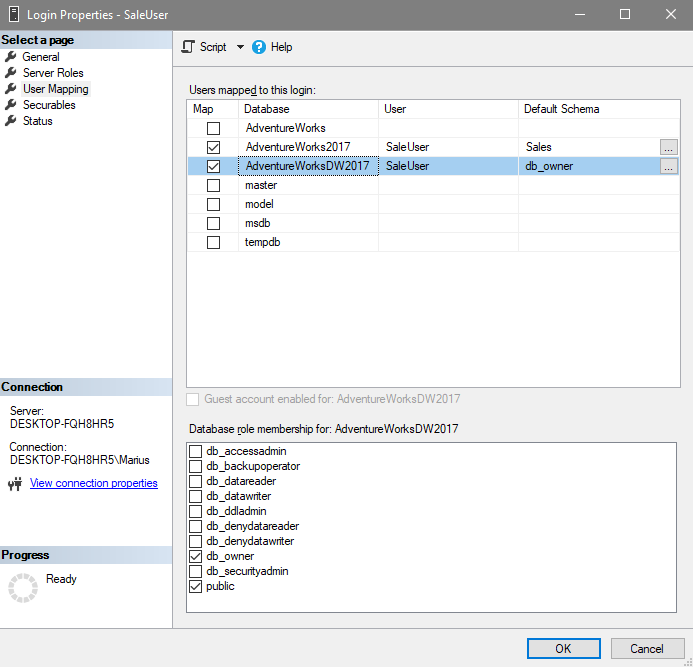 Login Properties - SaleUser
Select a page
General
Server Roles
User Mapping
Securables
Status
Connection
Server:
DESKTOP-FQH8HR5
Connection:
DESKTOP-FQH8HR5\Marius
View connection properties
Progress
Ready
Script Help
Users mapped to this login:
Map Database User Default Schema
AdventureWorks
AdventureWorks2017 SaleUser Sales ...
AdventureWorksDW2017 SaleUser db_owner ...
master
model
msdb
tempdb
Guest account enabled for: AdventureWorksDW2017
Database role membership for: AdventureWorksDW2017
db_accessadmin
db_backupoperator
db_datareader
db_datawriter
db_ddladmin
db_denydatareader
db_denydatawriter
db_owner
db_securityadmin
public
OK Cancel